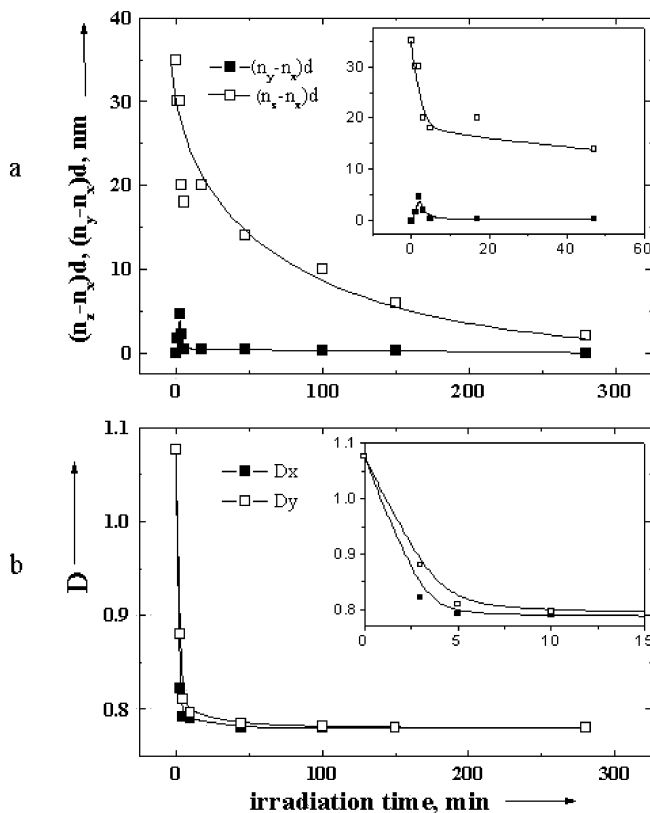 a
(n_z-n_x)d, (n_y-n_x)d, nm
40
35
30
20
10
0
0 100 200 300
(n_y-n_x)d
(n_z-n_x)d
30
20
10
0
0 20 40 60
b
D
1.1
1.0
0.9
0.8
0 100 200 300
irradiation time, min
Dx
Dy
1.1
1.0
0.9
0.8
0 5 10 15